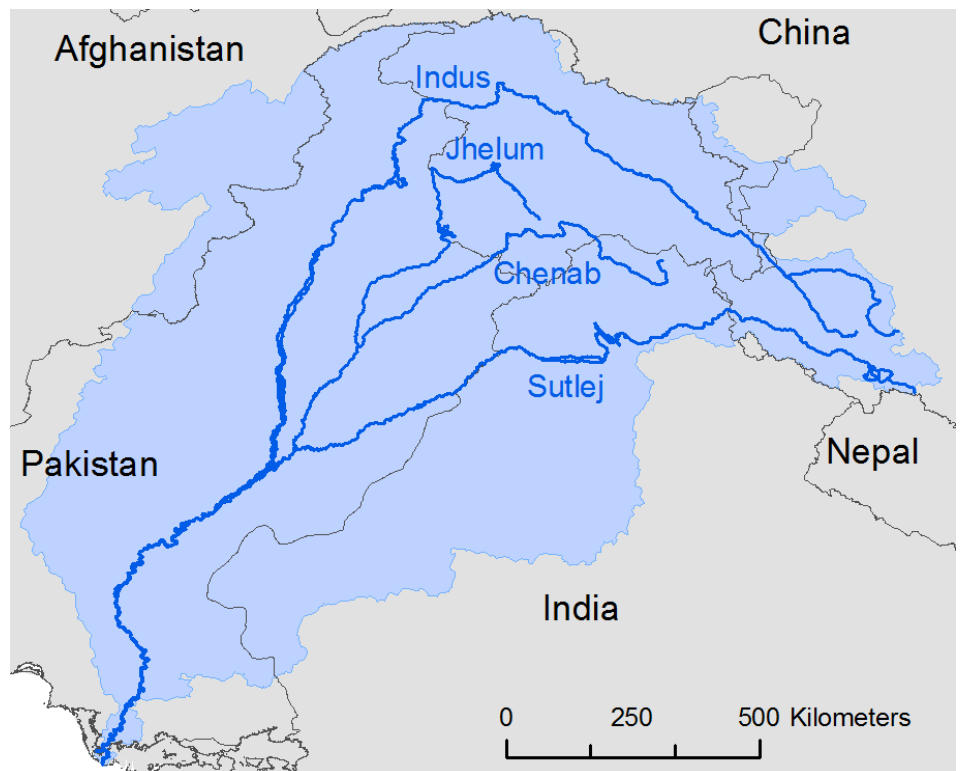 Afghanistan
China
Indus
Jhelum
Chenab
Sutlej
Pakistan
Nepal
India
0 250 500 Kilometers